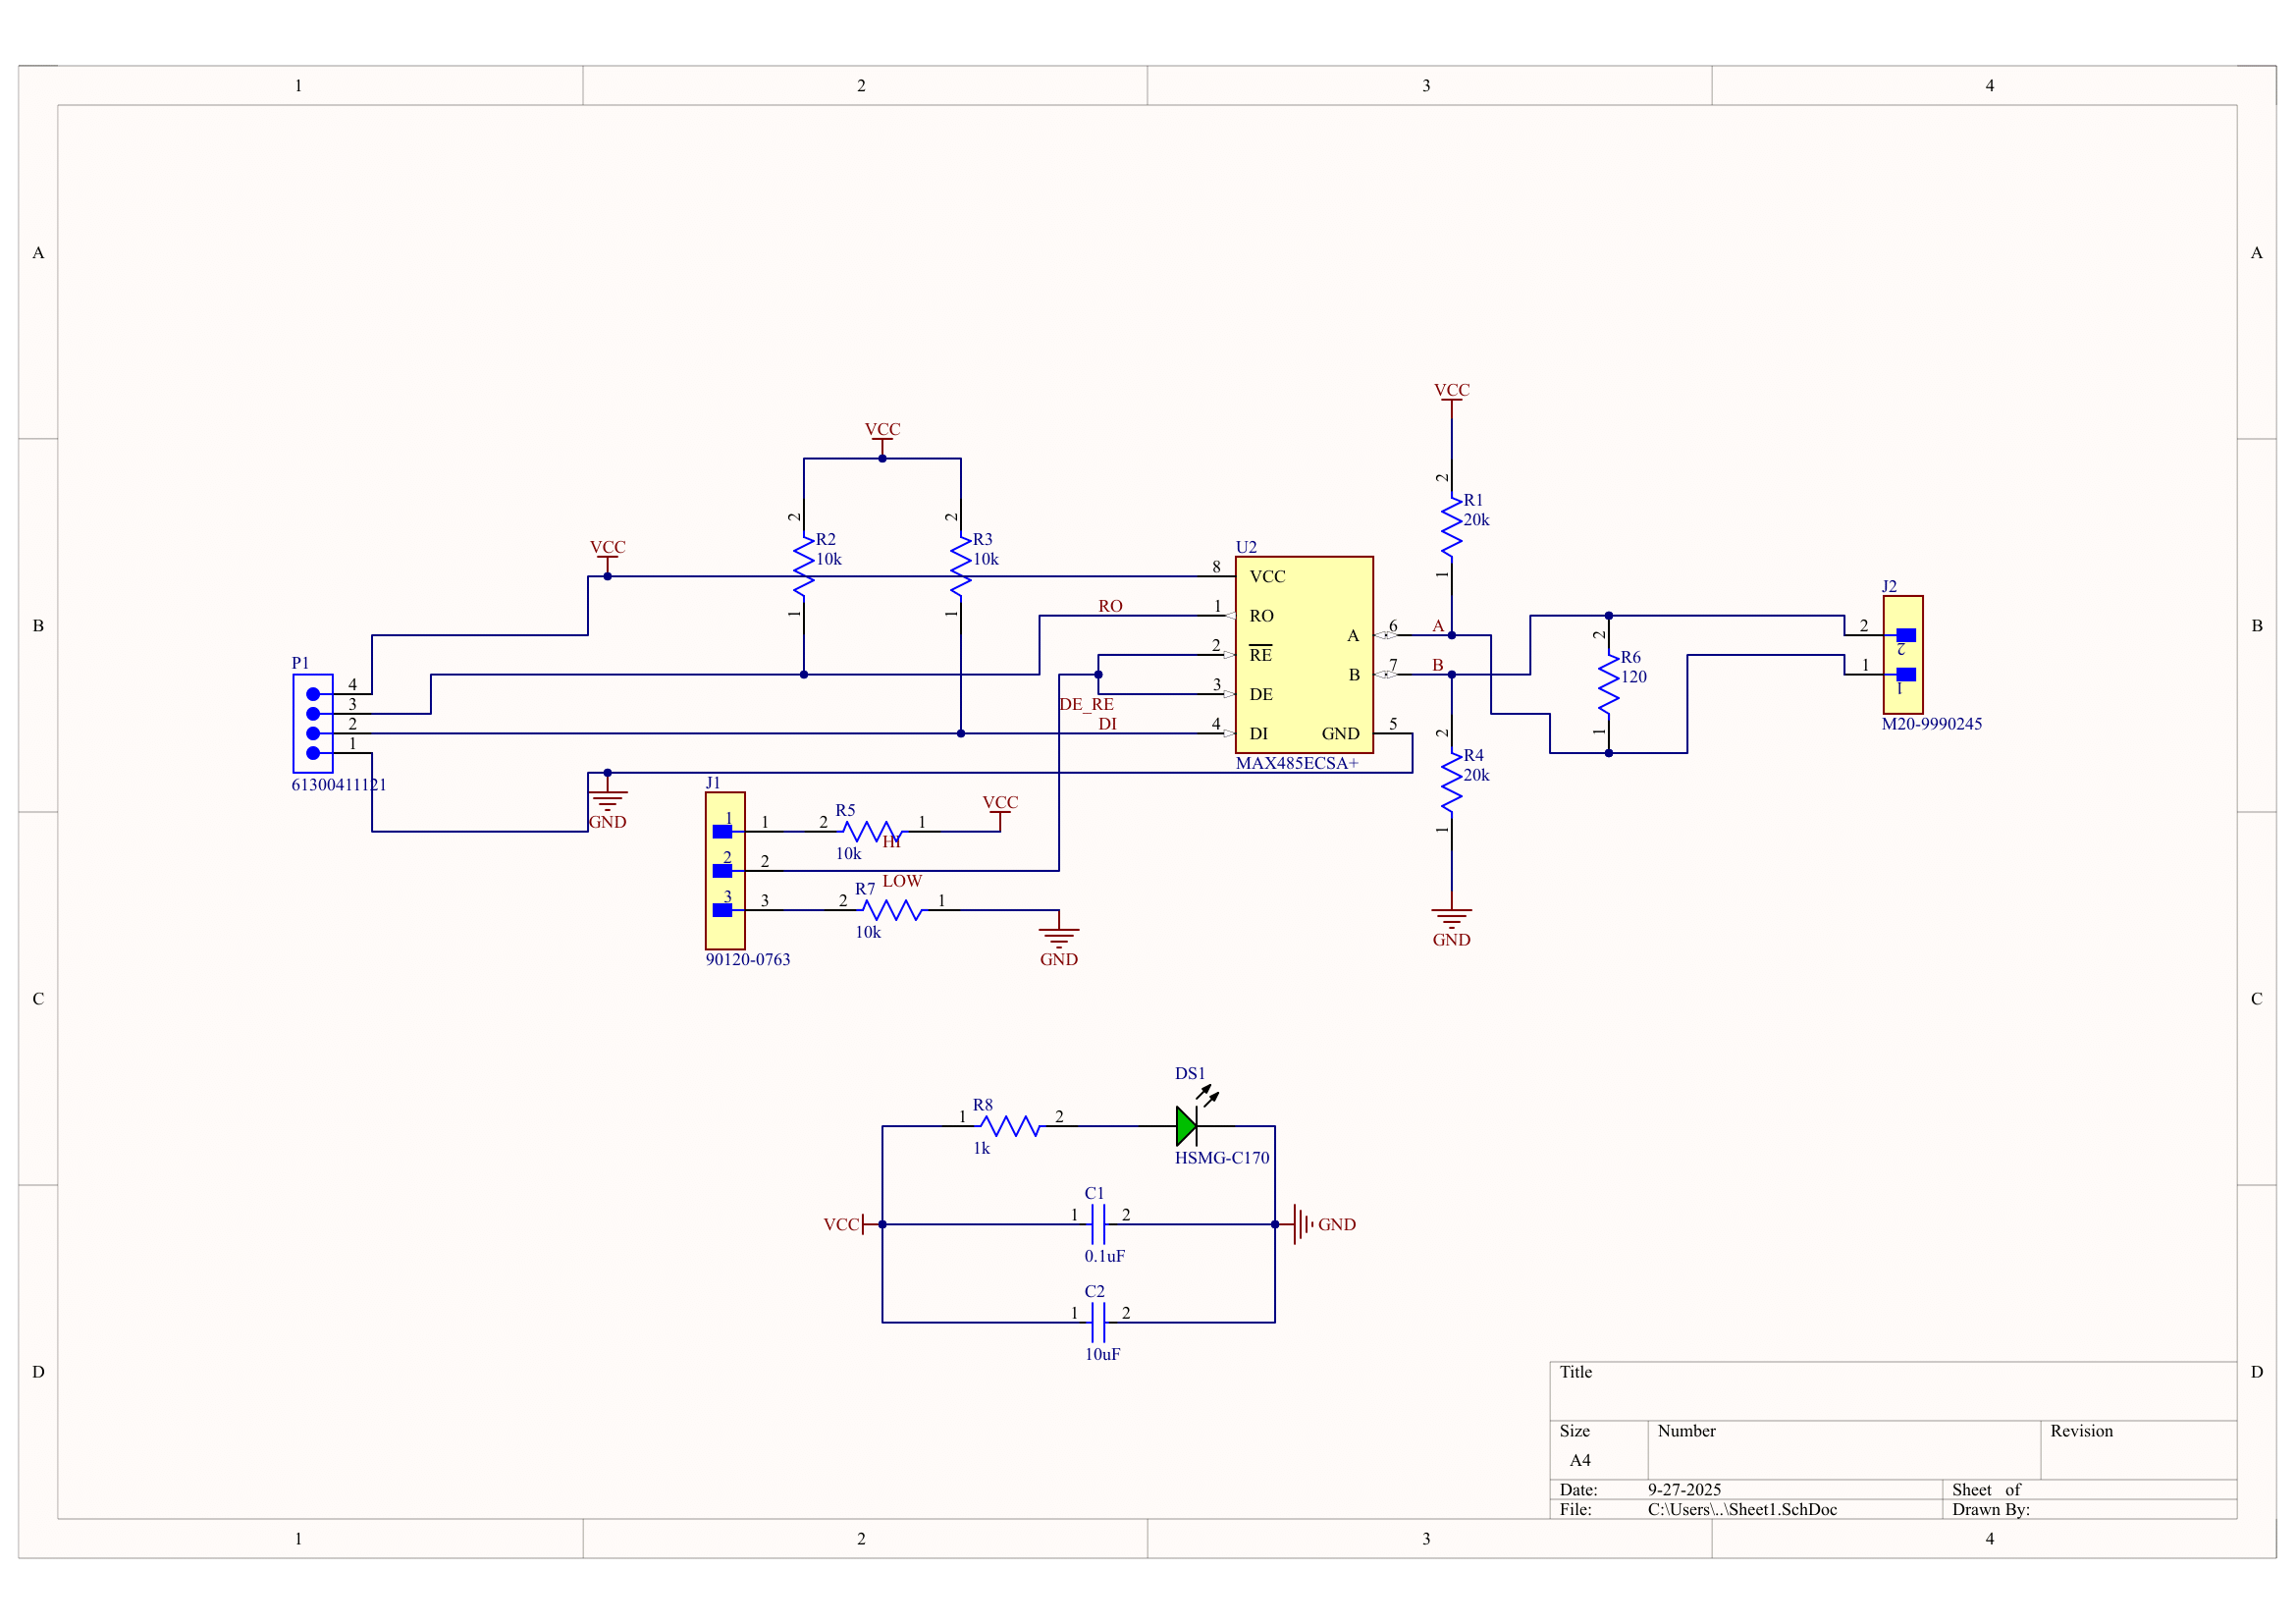 1 2 3 4
A A
VCC
VCC
R1
20k
2
1
R2
10k
2
1
R3
10k
2
1
VCC
B B
U2
MAX485ECSA+
8 VCC
1 RO
2 RE
3 DE
4 DI
A 6
B 7
GND 5
RO
DE_RE
DI
A
B
J2
2 2
1 1
M20-9990245
R6
120
2
1
P1
4
3
2
1
61300411121
GND
R4
20k
2
1
GND
J1
1 1
2 2
3 3
90120-0763
R5
2 1
10k
HI
VCC
LOW
R7
2 1
10k
GND
C C
DS1
HSMG-C170
R8
1 2
1k
C1
1 2
0.1uF
VCC
GND
C2
1 2
10uF
D D
Title
Size Number Revision
A4
Date: 9-27-2025 Sheet of
File: C:\Users\..\Sheet1.SchDoc Drawn By:
1 2 3 4